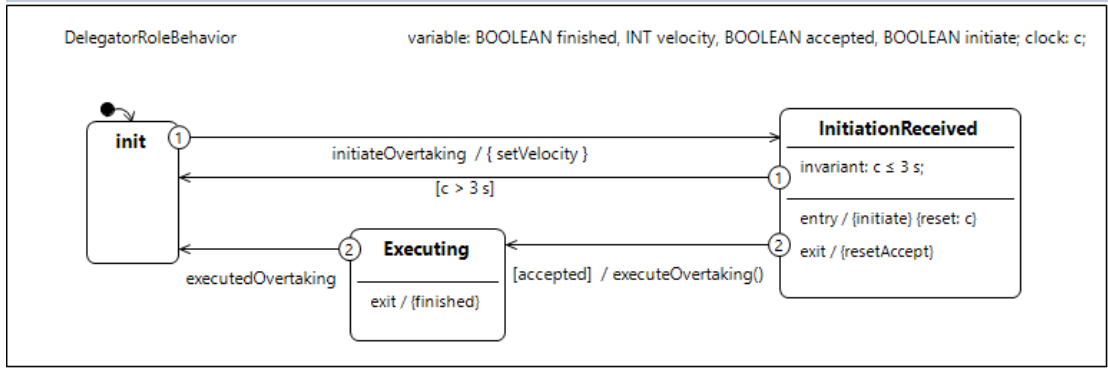 DelegatorRoleBehavior
variable: BOOLEAN finished, INT velocity, BOOLEAN accepted, BOOLEAN initiate; clock: c;
init
1
initiateOvertaking / { setVelocity }
InitiationReceived
invariant: c ≤ 3 s;
1
[c > 3 s]
entry / {initiate} {reset: c}
exit / {resetAccept}
2
[accepted] / executeOvertaking()
2
Executing
executedOvertaking
exit / {finished}